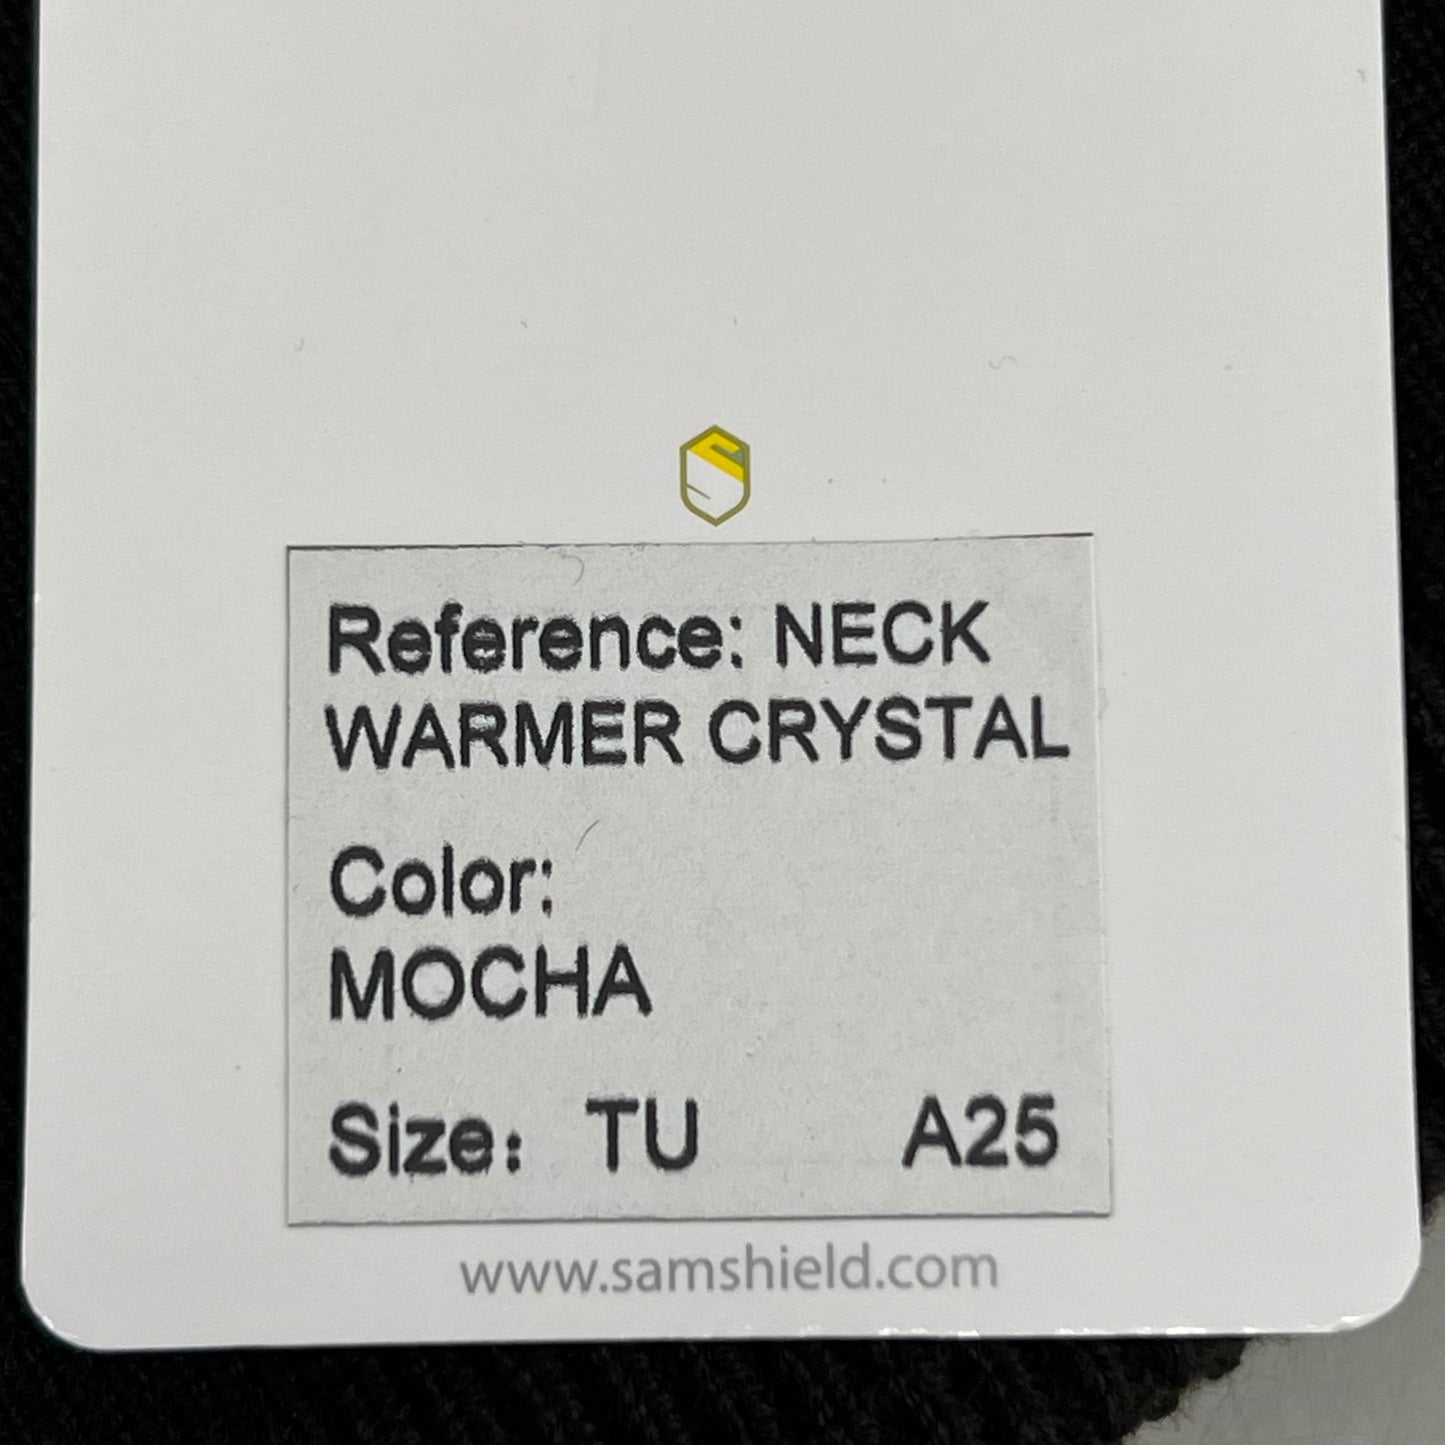 Reference: NECK
WARMER CRYSTAL
Color:
MOCHA
Size: TU A25
www.samshield.com